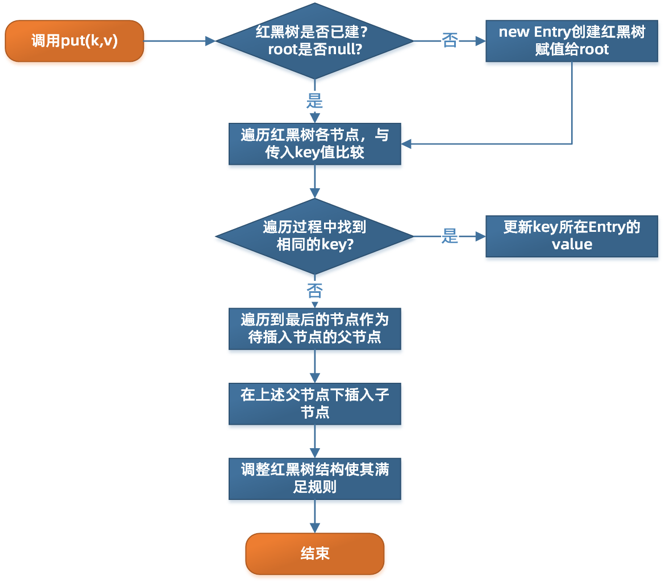 调用put(k,v)
红黑树是否已建？
root是否null?
否
new Entry创建红黑树
赋值给root
是
遍历红黑树各节点，与
传入key值比较
遍历过程中找到
相同的key?
是
更新key所在Entry的
value
否
遍历到最后的节点作为
待插入节点的父节点
在上述父节点下插入子
节点
调整红黑树结构使其满
足规则
结束